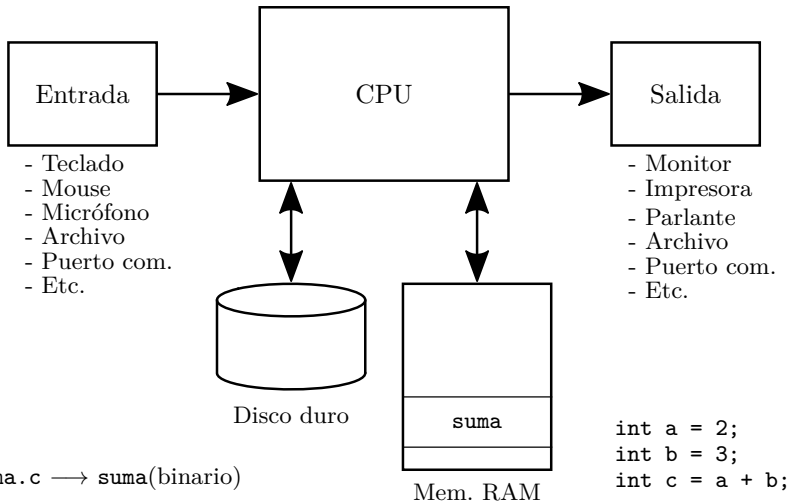 Entrada
CPU
Salida
- Teclado
- Mouse
- Micrófono
- Archivo
- Puerto com.
- Etc.
- Monitor
- Impresora
- Parlante
- Archivo
- Puerto com.
- Etc.
Disco duro
suma
Mem. RAM
ma.c ⟶ suma(binario)
int a = 2;
int b = 3;
int c = a + b;